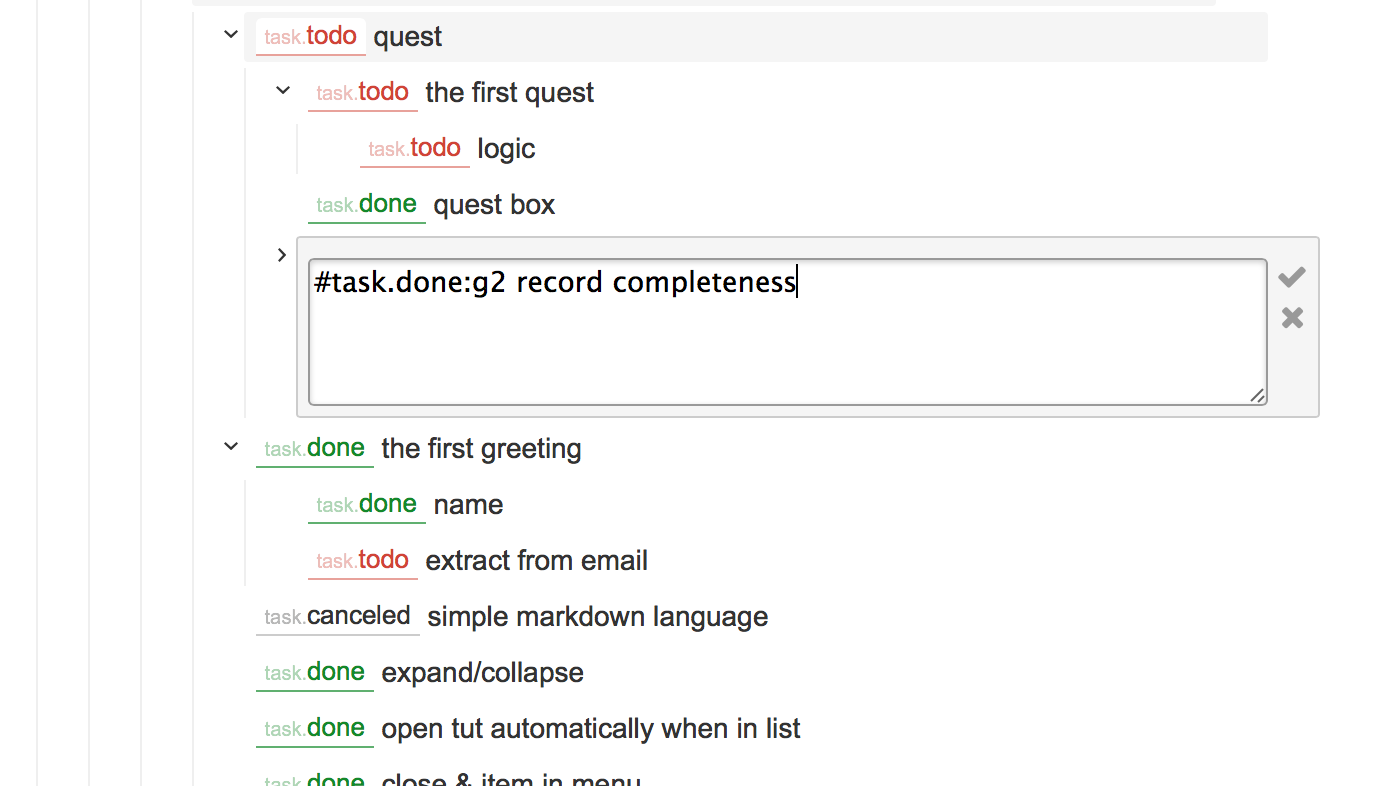 task.todo quest
task.todo the first quest
task.todo logic
task.done quest box
#task.done:g2 record completeness
task.done the first greeting
task.done name
task.todo extract from email
task.canceled simple markdown language
task.done expand/collapse
task.done open tut automatically when in list
task.done close & item in menu